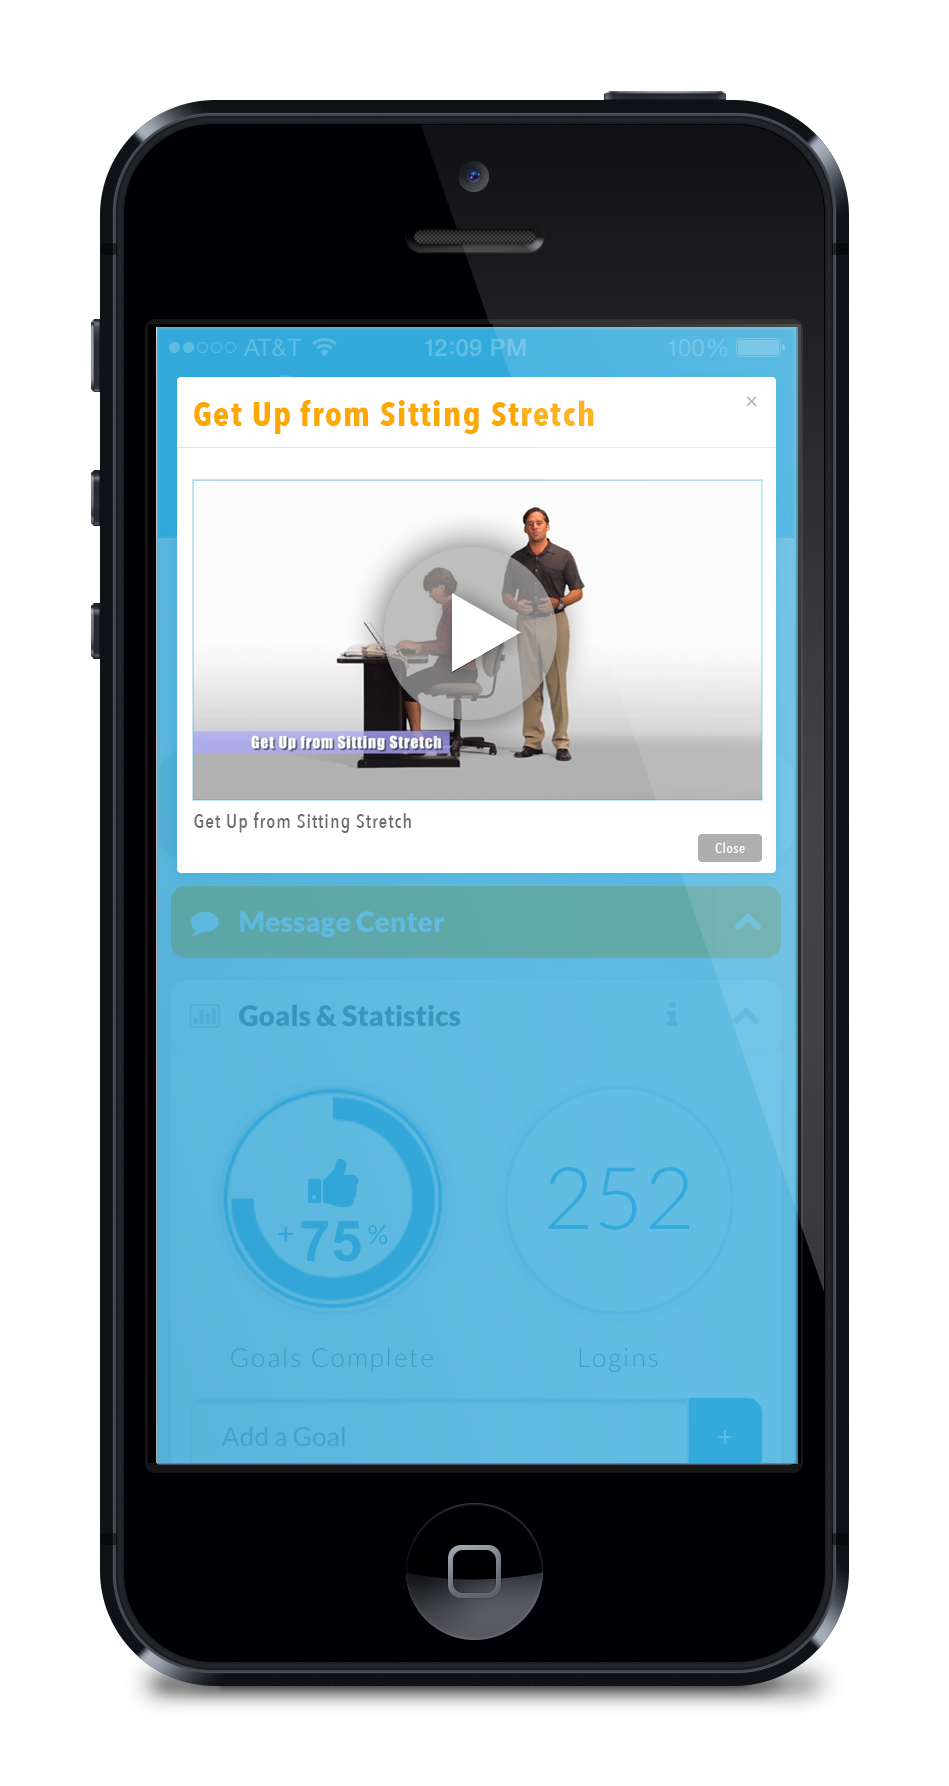 AT&T 12:09 PM 100%
Get Up from Sitting Stretch ×
Get Up from Sitting Stretch
Get Up from Sitting Stretch
Close
Message Center
Goals & Statistics
+75%
252
Goals Complete
Logins
Add a Goal +